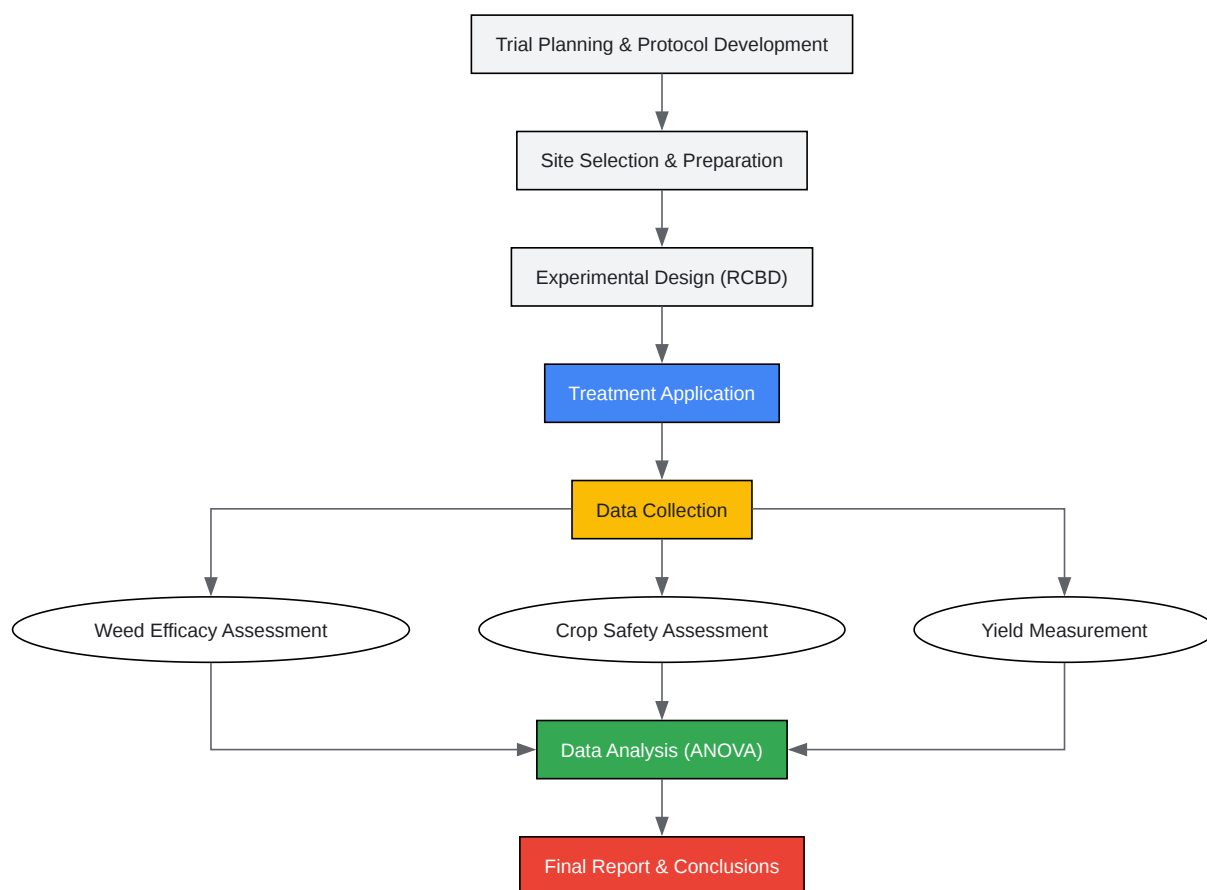 Trial Planning & Protocol Development
Site Selection & Preparation
Experimental Design (RCBD)
Treatment Application
Data Collection
Weed Efficacy Assessment
Crop Safety Assessment
Yield Measurement
Data Analysis (ANOVA)
Final Report & Conclusions